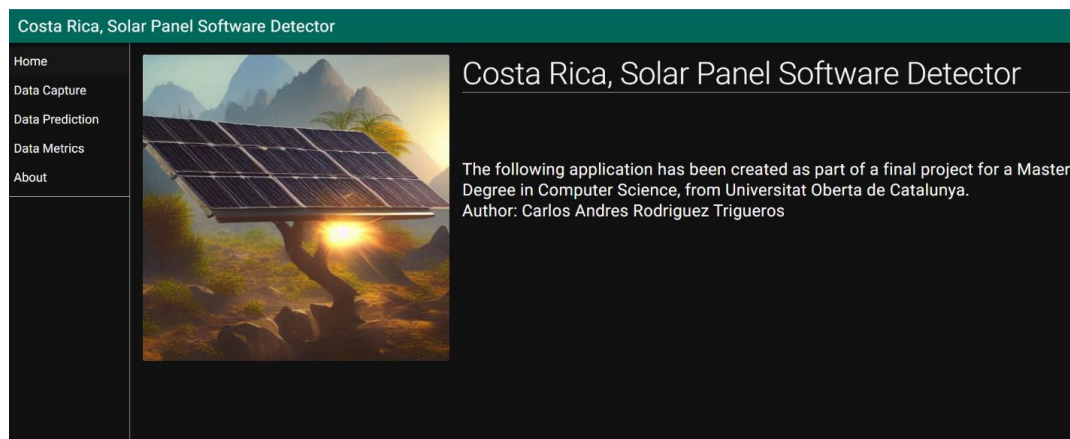 Costa Rica, Solar Panel Software Detector
Home
Data Capture
Data Prediction
Data Metrics
About
Costa Rica, Solar Panel Software Detector
The following application has been created as part of a final project for a Master
Degree in Computer Science, from Universitat Oberta de Catalunya.
Author: Carlos Andres Rodriguez Trigueros